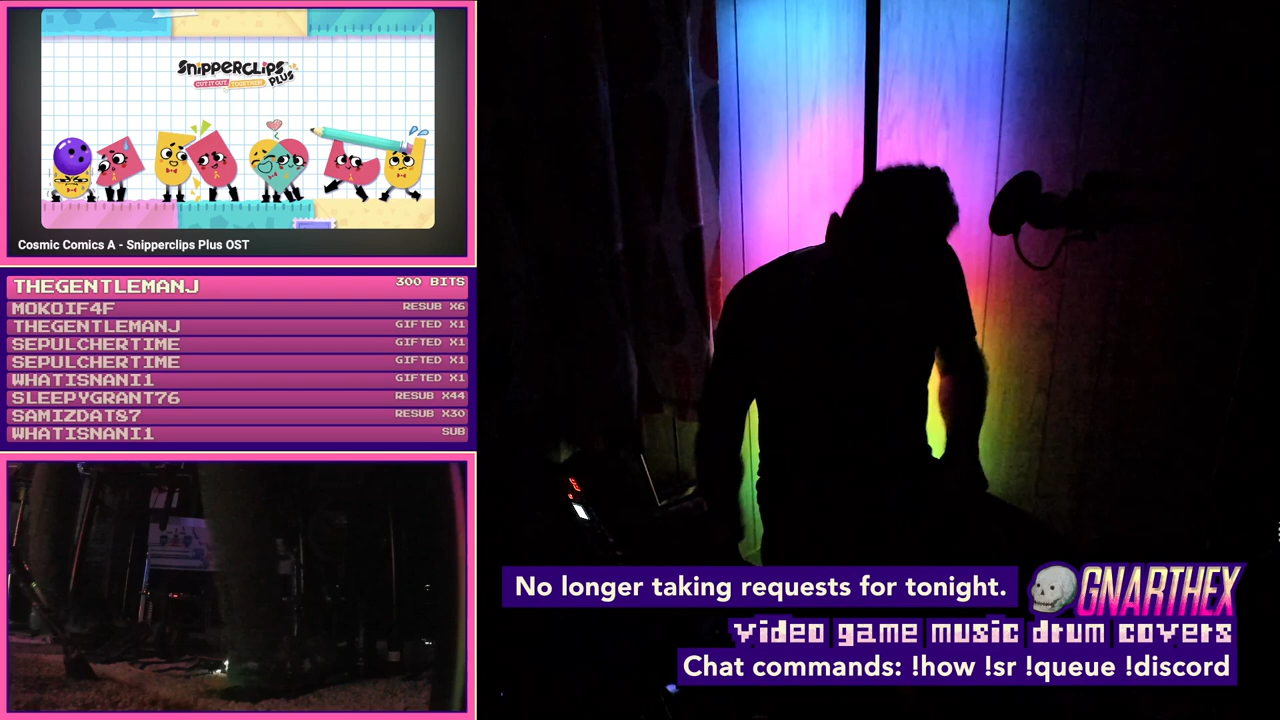 SNIPPERCLIPS
CUT IT OUT, TOGETHER!
PLUS
Cosmic Comics A - Snipperclips Plus OST
THEGENTLEMANJ 300 BITS
MOKOIF4F RESUB X6
THEGENTLEMANJ GIFTED X1
SEPULCHERTIME GIFTED X1
SEPULCHERTIME GIFTED X1
WHATISNANI1 GIFTED X1
SLEEPYGRANT76 RESUB X44
SAMIZDAT87 RESUB X30
WHATISNANI1 SUB
No longer taking requests for tonight.
GNARTHEX
video game music drum covers
Chat commands: !how !sr !queue !discord